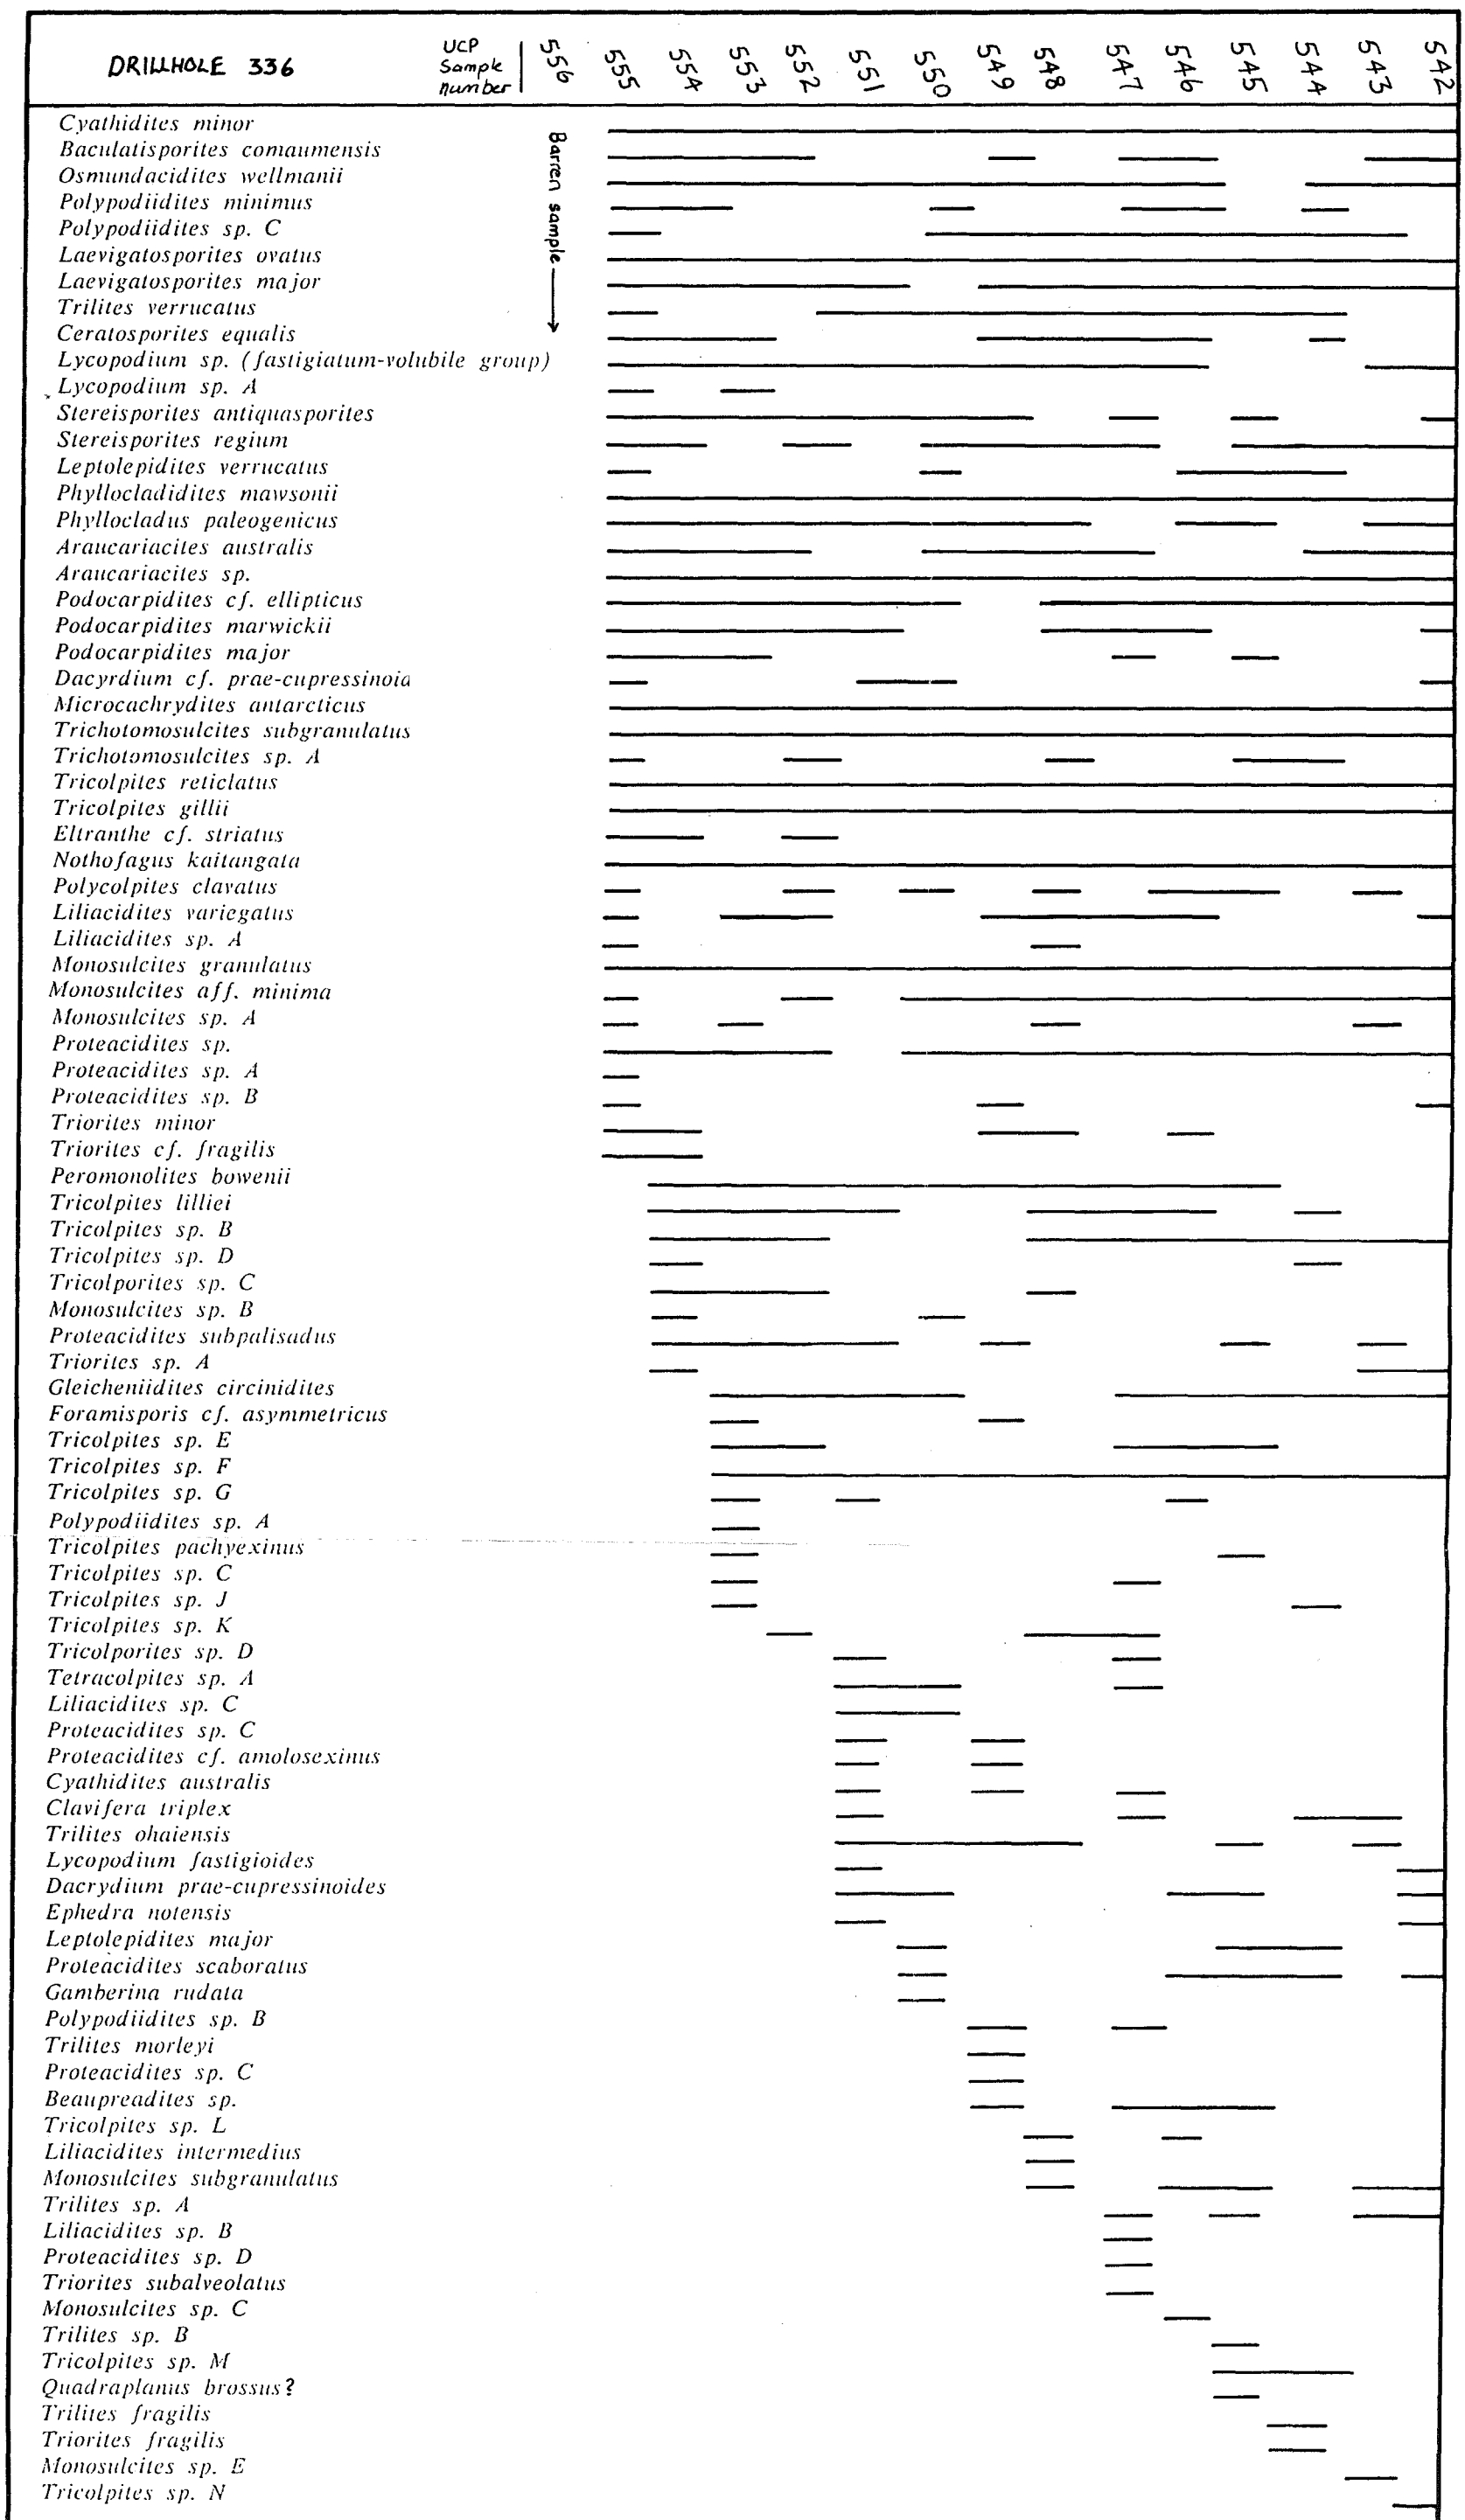 DRILLHOLE 336
UCP
Sample
number
556 555 554 553 552 551 550 549 548 547 546 545 544 543 542
Barren sample
Cyathidites minor
Baculatisporites comaumensis
Osmundacidites wellmanii
Polypodiidites minimus
Polypodiidites sp. C
Laevigatosporites ovatus
Laevigatosporites major
Trilites verrucatus
Ceratosporites equalis
Lycopodium sp. (fastigiatum-volubile group)
Lycopodium sp. A
Stereisporites antiquasporites
Stereisporites regium
Leptolepidites verrucatus
Phyllocladidites mawsonii
Phyllocladus paleogenicus
Araucariacites australis
Araucariacites sp.
Podocarpidites cf. ellipticus
Podocarpidites marwickii
Podocarpidites major
Dacyrdium cf. prae-cupressinoid
Microcachrydites antarcticus
Trichotomosulcites subgranulatus
Trichotomosulcites sp. A
Tricolpites reticlatus
Tricolpites gillii
Eltranthe cf. striatus
Nothofagus kaitangata
Polycolpites clavatus
Liliacidites variegatus
Liliacidites sp. A
Monosulcites granulatus
Monosulcites aff. minima
Monosulcites sp. A
Proteacidites sp.
Proteacidites sp. A
Proteacidites sp. B
Triorites minor
Triorites cf. fragilis
Peromonolites bowenii
Tricolpites lilliei
Tricolpites sp. B
Tricolpites sp. D
Tricolporites sp. C
Monosulcites sp. B
Proteacidites subpalisadus
Triorites sp. A
Gleicheniidites circinidites
Foramisporis cf. asymmetricus
Tricolpites sp. E
Tricolpites sp. F
Tricolpites sp. G
Polypodiidites sp. A
Tricolpites pachyexinus
Tricolpites sp. C
Tricolpites sp. J
Tricolpites sp. K
Tricolporites sp. D
Tetracolpites sp. A
Liliacidites sp. C
Proteacidites sp. C
Proteacidites cf. amolosexinus
Cyathidites australis
Clavifera triplex
Trilites ohaiensis
Lycopodium fastigioides
Dacrydium prae-cupressinoides
Ephedra notensis
Leptolepidites major
Proteacidites scaboratus
Gamberina rudata
Polypodiidites sp. B
Trilites morleyi
Proteacidites sp. C
Beaupreadites sp.
Tricolpites sp. L
Liliacidites intermedius
Monosulcites subgranulatus
Trilites sp. A
Liliacidites sp. B
Proteacidites sp. D
Triorites subalveolatus
Monosulcites sp. C
Trilites sp. B
Tricolpites sp. M
Quadraplanus brossus?
Trilites fragilis
Triorites fragilis
Monosulcites sp. E
Tricolpites sp. N